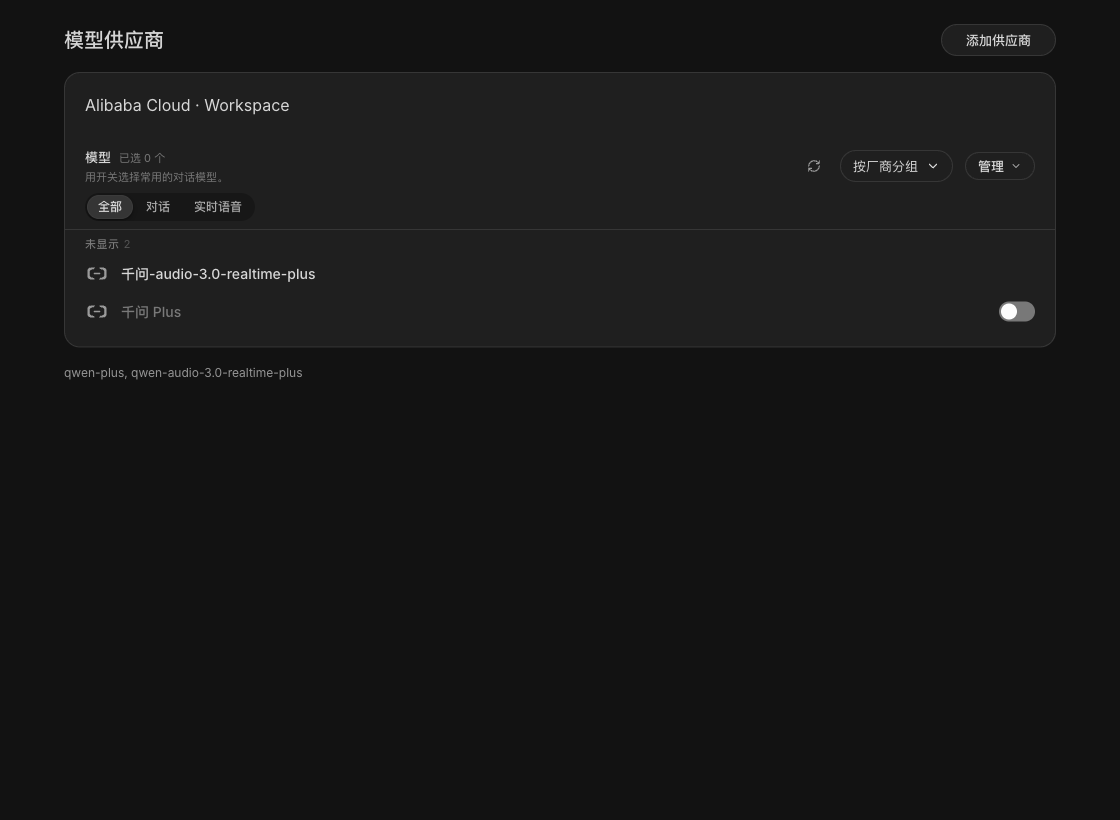 模型供应商
添加供应商
Alibaba Cloud · Workspace
模型 已选 0 个
用开关选择常用的对话模型。
按厂商分组
管理
全部 对话 实时语音
未显示 2
千问-audio-3.0-realtime-plus
千问 Plus
qwen-plus, qwen-audio-3.0-realtime-plus